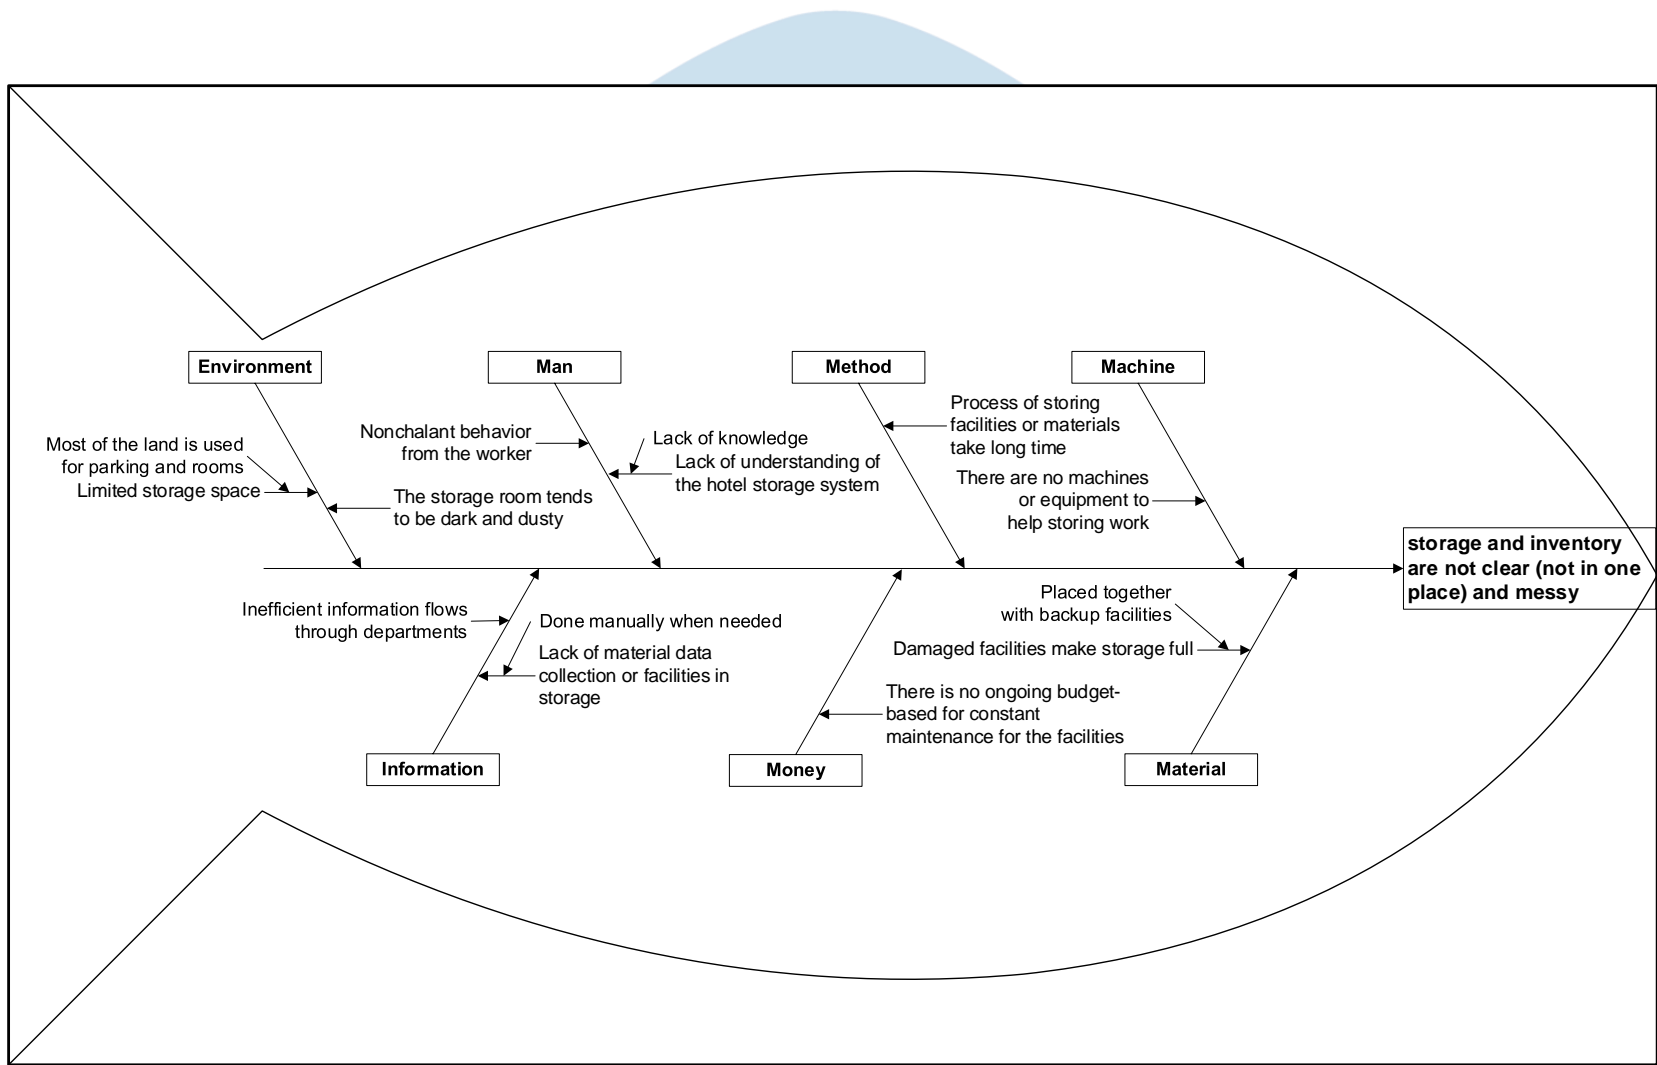 Environment
Man
Method
Machine
Most of the land is used
for parking and rooms
Limited storage space
The storage room tends
to be dark and dusty
Nonchalant behavior
from the worker
Lack of knowledge
Lack of understanding of
the hotel storage system
Process of storing
facilities or materials
take long time
There are no machines
or equipment to
help storing work
storage and inventory
are not clear (not in one
place) and messy
Inefficient information flows
through departments
Done manually when needed
Lack of material data
collection or facilities in
storage
There is no ongoing budget-
based for constant
maintenance for the facilities
Placed together
with backup facilities
Damaged facilities make storage full
Information
Money
Material